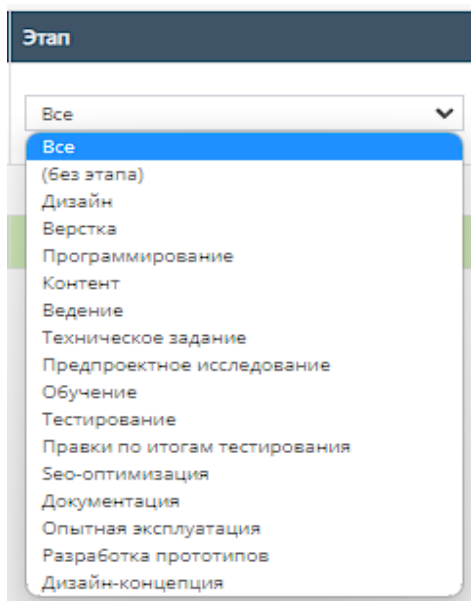 Этап
Все
Все
(без этапа)
Дизайн
Верстка
Программирование
Контент
Ведение
Техническое задание
Предпроектное исследование
Обучение
Тестирование
Правки по итогам тестирования
Seo-оптимизация
Документация
Опытная эксплуатация
Разработка прототипов
Дизайн-концепция